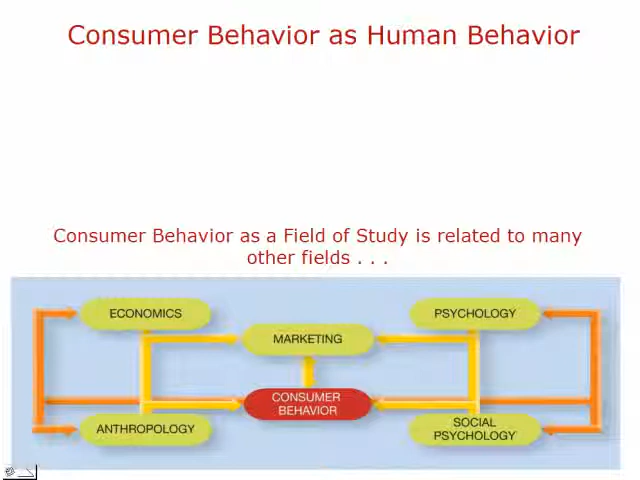 Consumer Behavior as Human Behavior
Consumer Behavior as a Field of Study is related to many
other fields . . .
ECONOMICS
PSYCHOLOGY
MARKETING
CONSUMER
BEHAVIOR
ANTHROPOLOGY
SOCIAL
PSYCHOLOGY